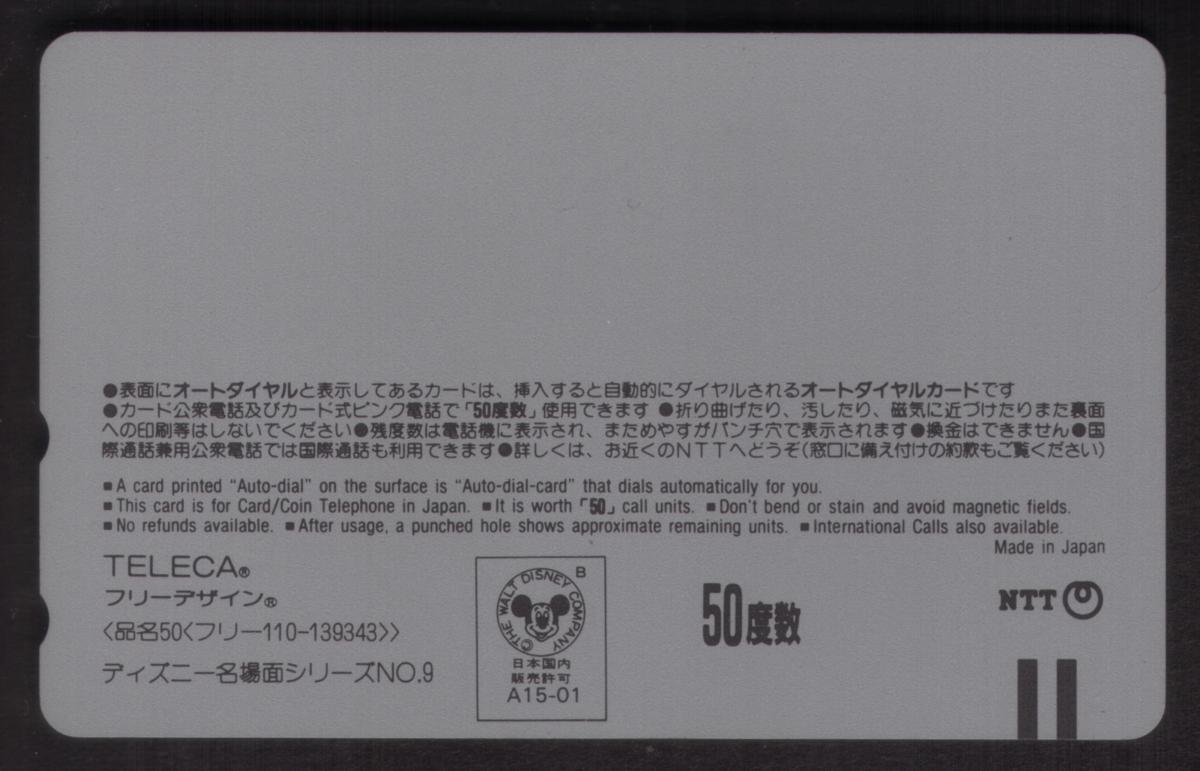 ●表面にオートダイヤルと表示してあるカードは、挿入すると自動的にダイヤルされるオートダイヤルカードです
●カード公衆電話及びカード式ピンク電話で「50度数」使用できます ●折り曲げたり、汚したり、磁気に近づけたりまた裏面
への印刷等はしないでください●残度数は電話機に表示され、まためやすがパンチ穴で表示されます●換金はできません●国
際通話兼用公衆電話では国際通話も利用できます●詳しくは、お近くのNTTへどうぞ(窓口に備え付けの約款もご覧ください)
■A card printed “Auto-dial” on the surface is “Auto-dial-card” that dials automatically for you.
■This card is for Card/Coin Telephone in Japan. ■It is worth「50」call units. ■Don't bend or stain and avoid magnetic fields.
■No refunds available. ■After usage, a punched hole shows approximate remaining units. ■International Calls also available.
Made in Japan
TELECA®
フリーデザイン®
〈品名50〈フリー110-139343〉〉
ディズニー名場面シリーズNO.9
B
©THE WALT DISNEY COMPANY
日本国内
販売許可
A15-01
50度数
NTT